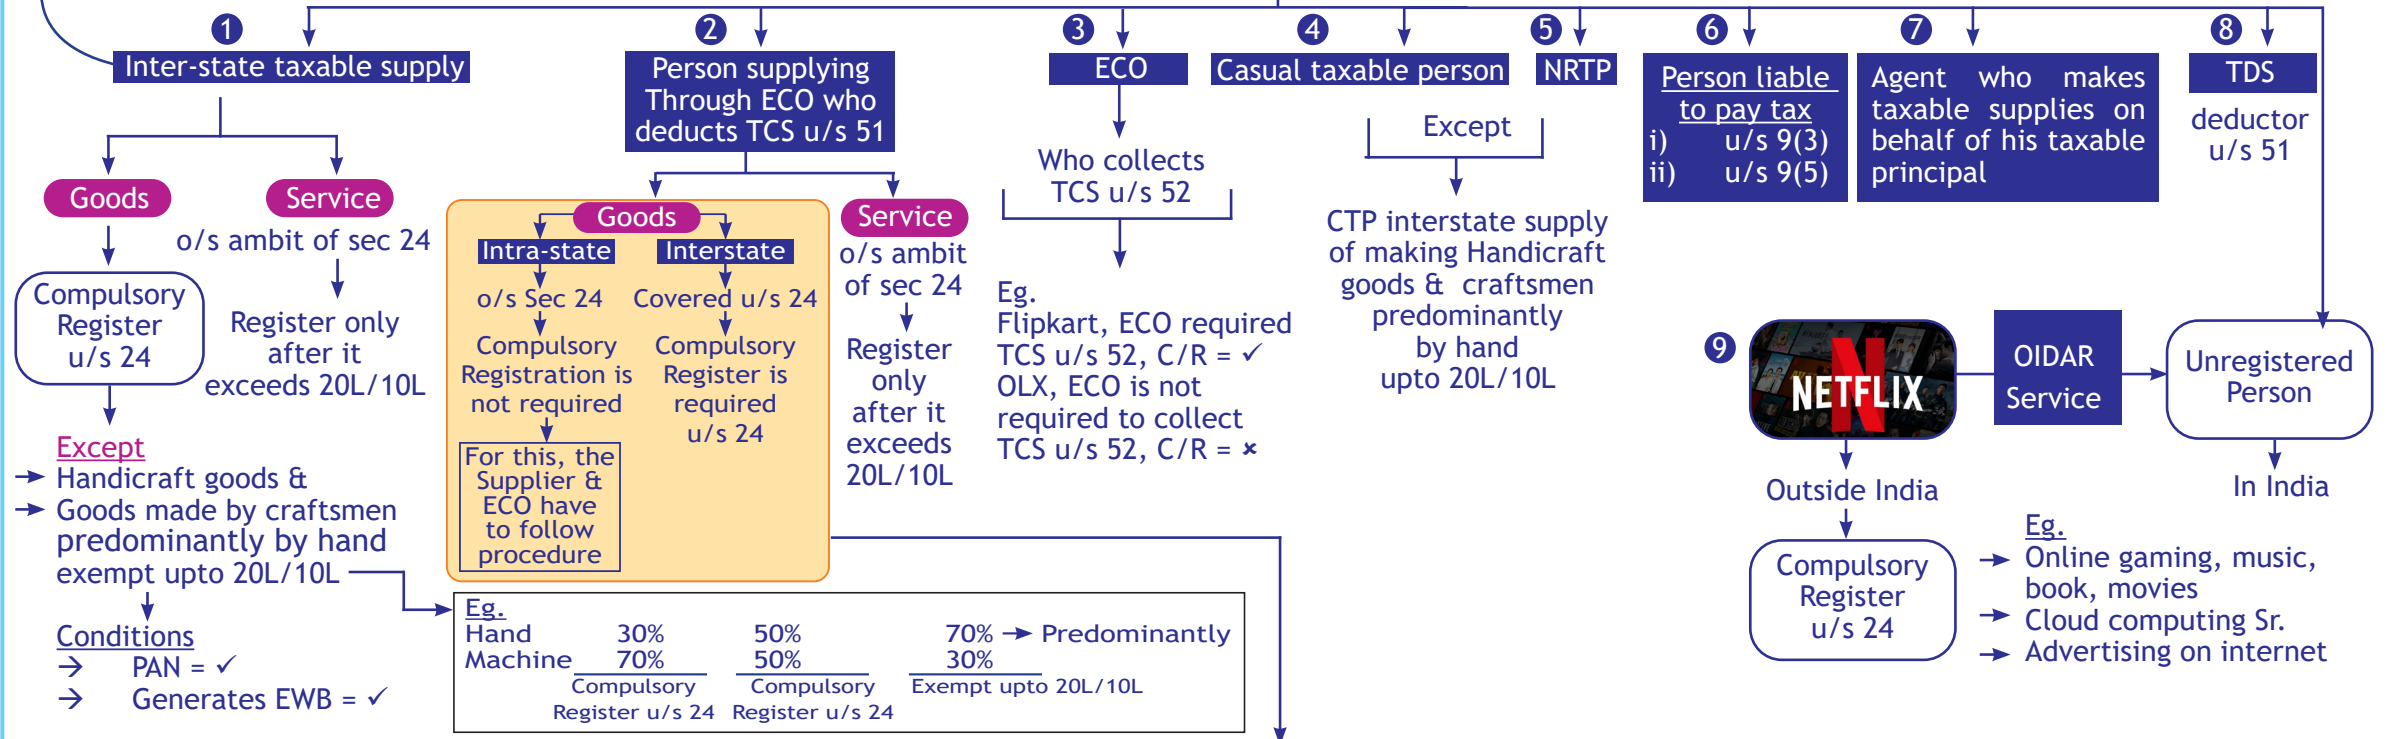 1
Inter-state taxable supply
Goods
Compulsory
Register
u/s 24
Except
→ Handicraft goods &
→ Goods made by craftsmen
predominantly by hand
exempt upto 20L/10L
Conditions
→ PAN = ✓
→ Generates EWB = ✓
Service
o/s ambit of sec 24
Register only
after it
exceeds 20L/10L
2
Person supplying
Through ECO who
deducts TCS u/s 51
Goods
Intra-state
o/s Sec 24
Compulsory
Registration is
not required
For this, the
Supplier &
ECO have
to follow
procedure
Interstate
Covered u/s 24
Compulsory
Register is
required
u/s 24
Service
o/s ambit
of sec 24
Register
only
after it
exceeds
20L/10L
Eg.
Hand 30% 50% 70% → Predominantly
Machine 70% 50% 30%
Compulsory Compulsory Exempt upto 20L/10L
Register u/s 24 Register u/s 24
3
ECO
Who collects
TCS u/s 52
Eg.
Flipkart, ECO required
TCS u/s 52, C/R = ✓
OLX, ECO is not
required to collect
TCS u/s 52, C/R = ×
4
Casual taxable person
5
NRTP
Except
CTP interstate supply
of making Handicraft
goods & craftsmen
predominantly
by hand
upto 20L/10L
6
Person liable
to pay tax
i) u/s 9(3)
ii) u/s 9(5)
7
Agent who makes
taxable supplies on
behalf of his taxable
principal
8
TDS
deductor
u/s 51
9
NETFLIX
OIDAR
Service
Unregistered
Person
Outside India
In India
Compulsory
Register
u/s 24
Eg.
→ Online gaming, music,
book, movies
→ Cloud computing Sr.
→ Advertising on internet